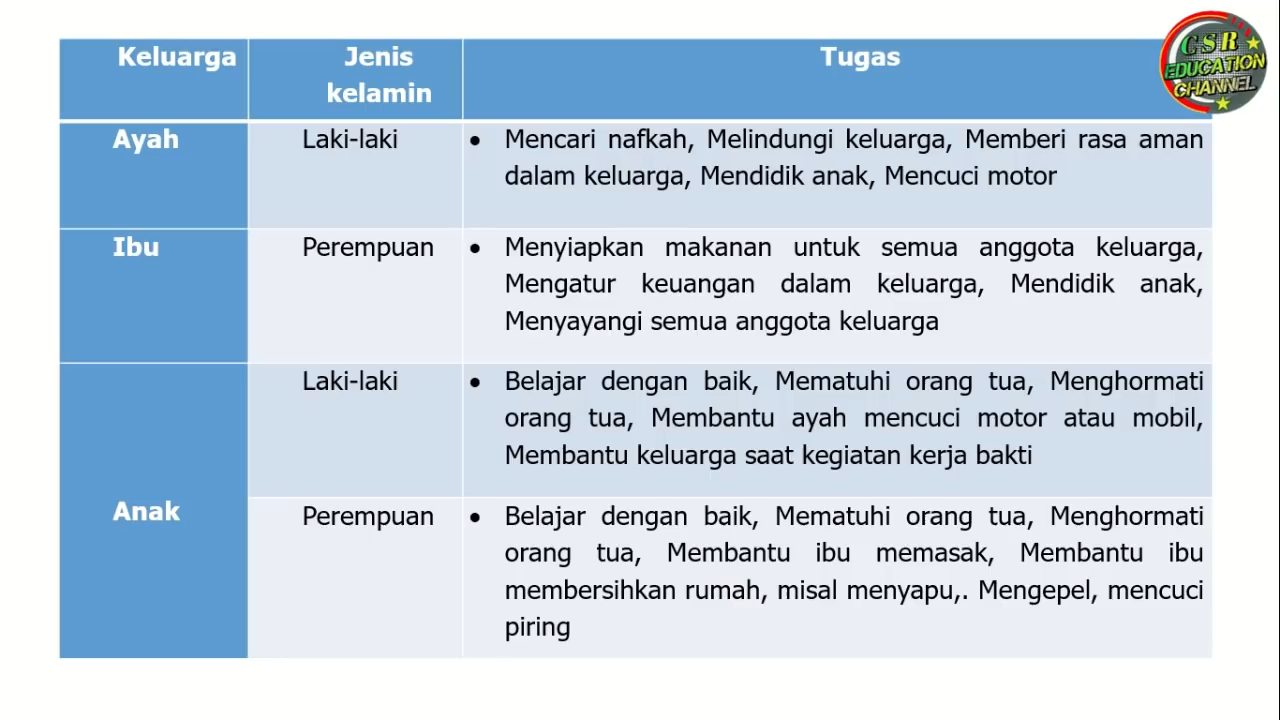 Keluarga
Jenis
kelamin
Tugas
CSR
EDUCATION
CHANNEL
Ayah
Laki-laki
• Mencari nafkah, Melindungi keluarga, Memberi rasa aman
dalam keluarga, Mendidik anak, Mencuci motor
Ibu
Perempuan
• Menyiapkan makanan untuk semua anggota keluarga,
Mengatur keuangan dalam keluarga, Mendidik anak,
Menyayangi semua anggota keluarga
Anak
Laki-laki
• Belajar dengan baik, Mematuhi orang tua, Menghormati
orang tua, Membantu ayah mencuci motor atau mobil,
Membantu keluarga saat kegiatan kerja bakti
Perempuan
• Belajar dengan baik, Mematuhi orang tua, Menghormati
orang tua, Membantu ibu memasak, Membantu ibu
membersihkan rumah, misal menyapu,. Mengepel, mencuci
piring